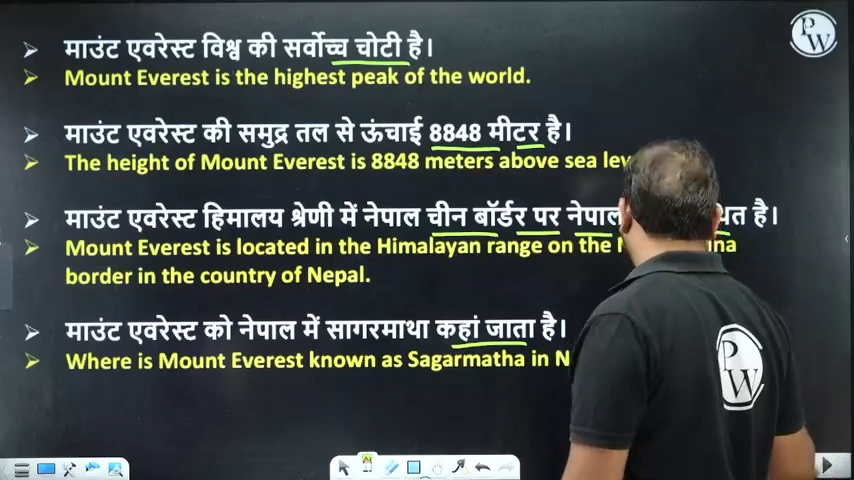 माउंट एवरेस्ट विश्व की सर्वोच्च चोटी है।
Mount Everest is the highest peak of the world.
माउंट एवरेस्ट की समुद्र तल से ऊंचाई 8848 मीटर है।
The height of Mount Everest is 8848 meters above sea
माउंट एवरेस्ट हिमालय श्रेणी में नेपाल चीन बॉर्डर पर नेपाल है।
Mount Everest is located in the Himalayan range on the
border in the country of Nepal.
माउंट एवरेस्ट को नेपाल में सागरमाथा कहां जाता है।
Where is Mount Everest known as Sagarmatha in
PW
PW